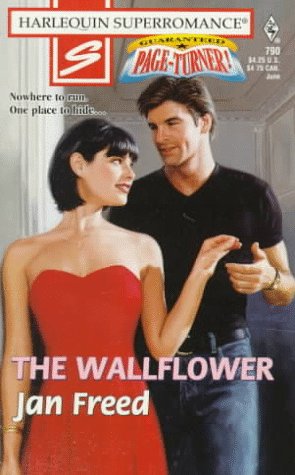 HARLEQUIN SUPERROMANCE®
S
GUARANTEED
PAGE-TURNER!
790
$4.25 U.S.
$4.75 CAN.
June
Nowhere to run.
One place to hide...
THE WALLFLOWER
Jan Freed